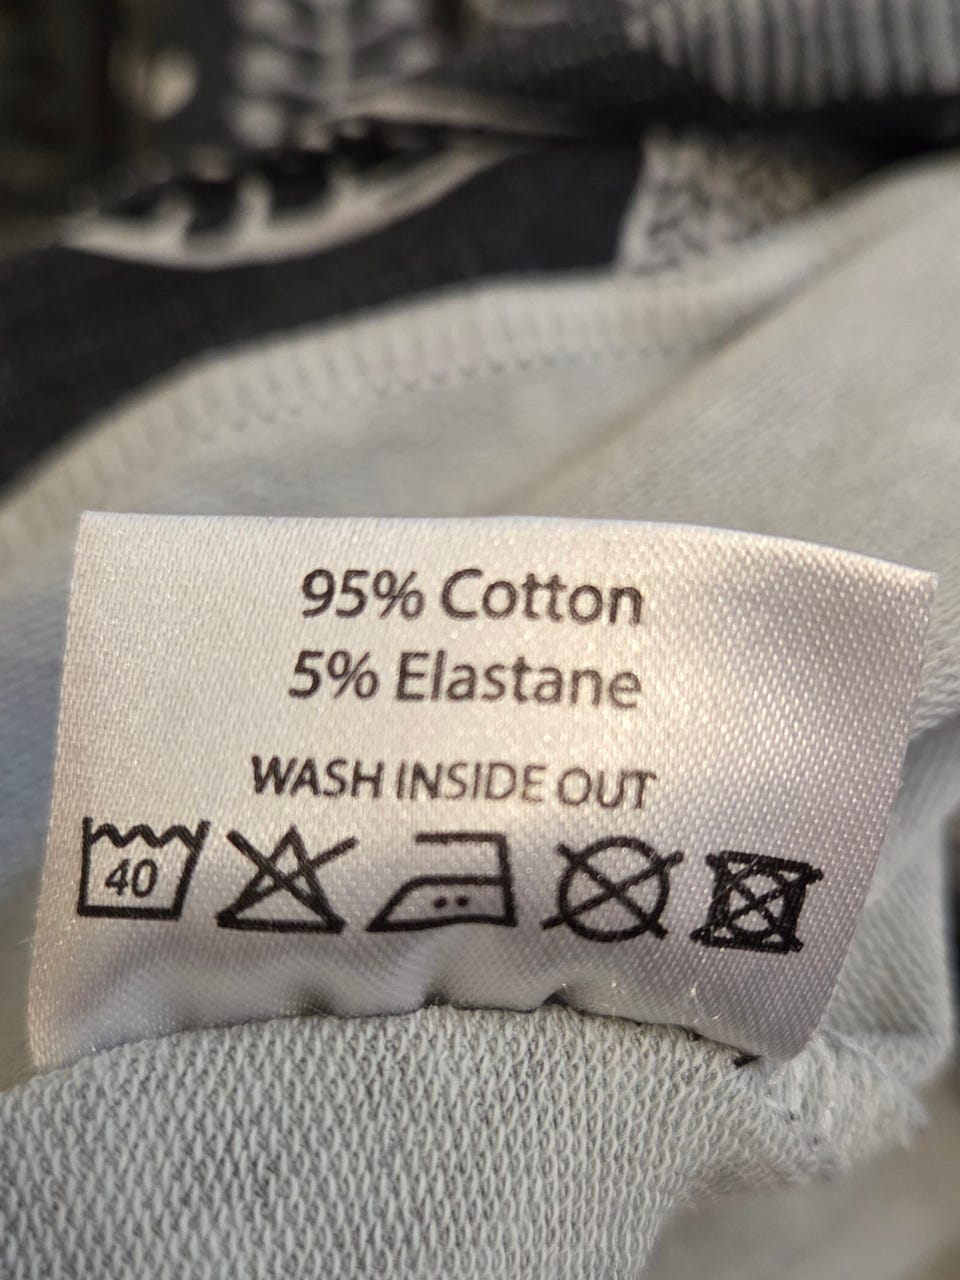 95% Cotton
5% Elastane
WASH INSIDE OUT
40